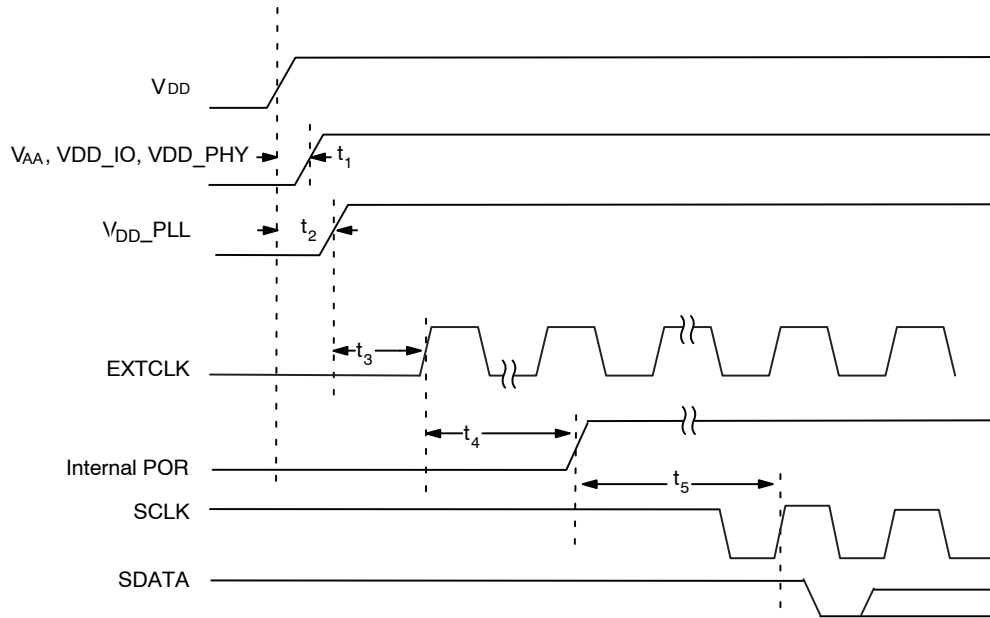 VDD
VAA, VDD_IO, VDD_PHY
t1
VDD_PLL
t2
t3
EXTCLK
t4
Internal POR
t5
SCLK
SDATA